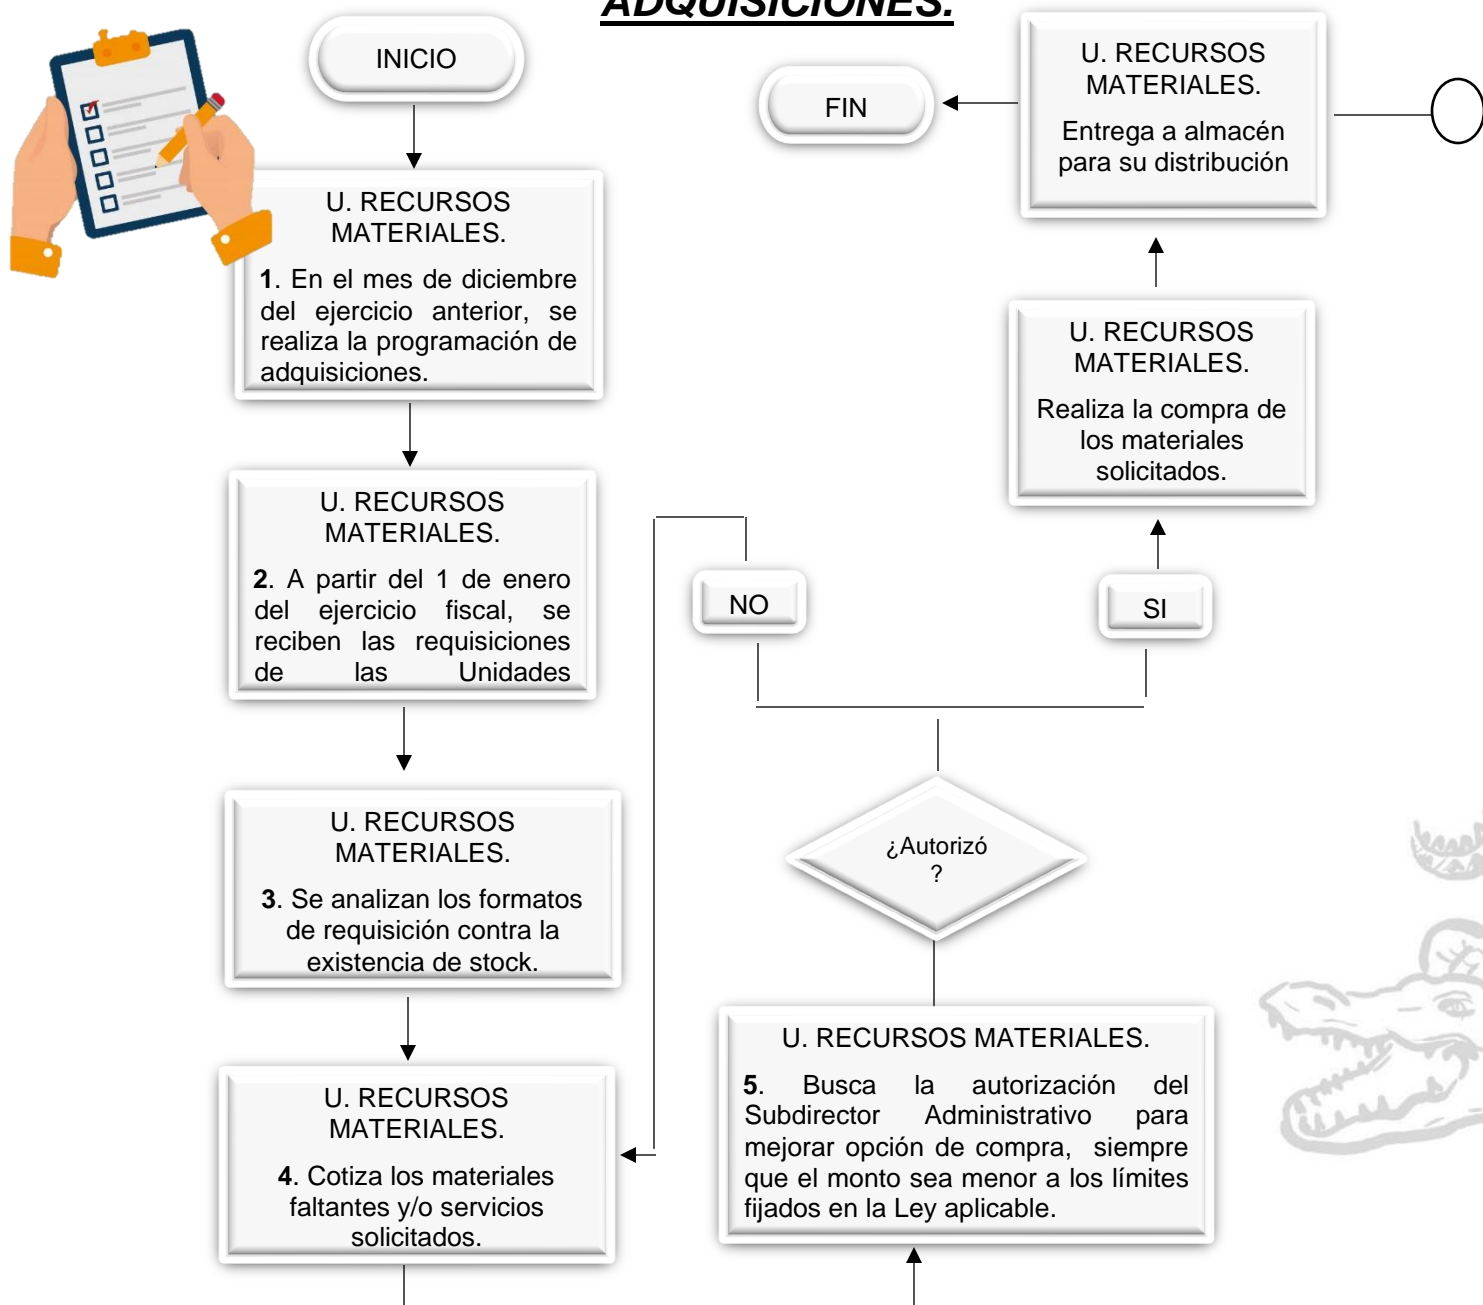 ADQUISICIONES.
INICIO
U. RECURSOS
MATERIALES.
1. En el mes de diciembre
del ejercicio anterior, se
realiza la programación de
adquisiciones.
U. RECURSOS
MATERIALES.
2. A partir del 1 de enero
del ejercicio fiscal, se
reciben las requisiciones
de las Unidades
U. RECURSOS
MATERIALES.
3. Se analizan los formatos
de requisición contra la
existencia de stock.
U. RECURSOS
MATERIALES.
4. Cotiza los materiales
faltantes y/o servicios
solicitados.
U. RECURSOS MATERIALES.
5. Busca la autorización del
Subdirector Administrativo para
mejorar opción de compra, siempre
que el monto sea menor a los límites
fijados en la Ley aplicable.
¿Autorizó
?
NO
SI
U. RECURSOS
MATERIALES.
Realiza la compra de
los materiales
solicitados.
U. RECURSOS
MATERIALES.
Entrega a almacén
para su distribución
FIN